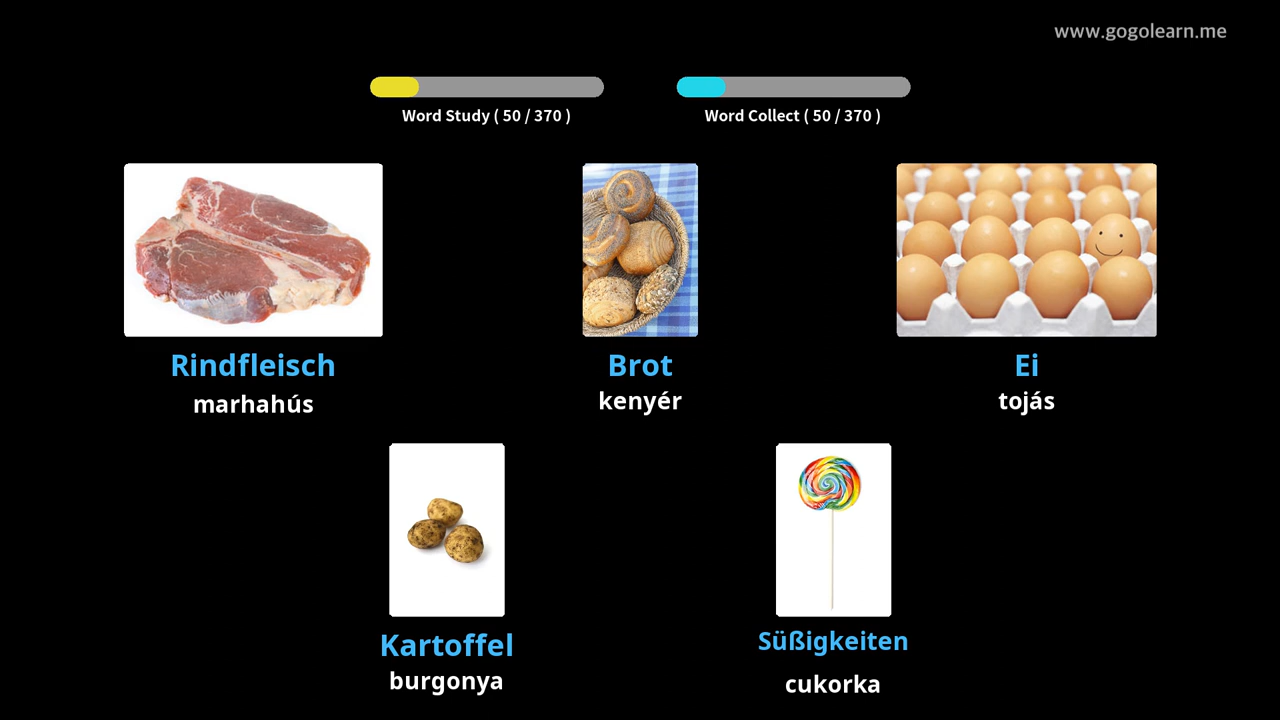 www.gogolearn.me
Word Study ( 50 / 370 )
Word Collect ( 50 / 370 )
Rindfleisch
marhahús
Brot
kenyér
Ei
tojás
Kartoffel
burgonya
Süßigkeiten
cukorka